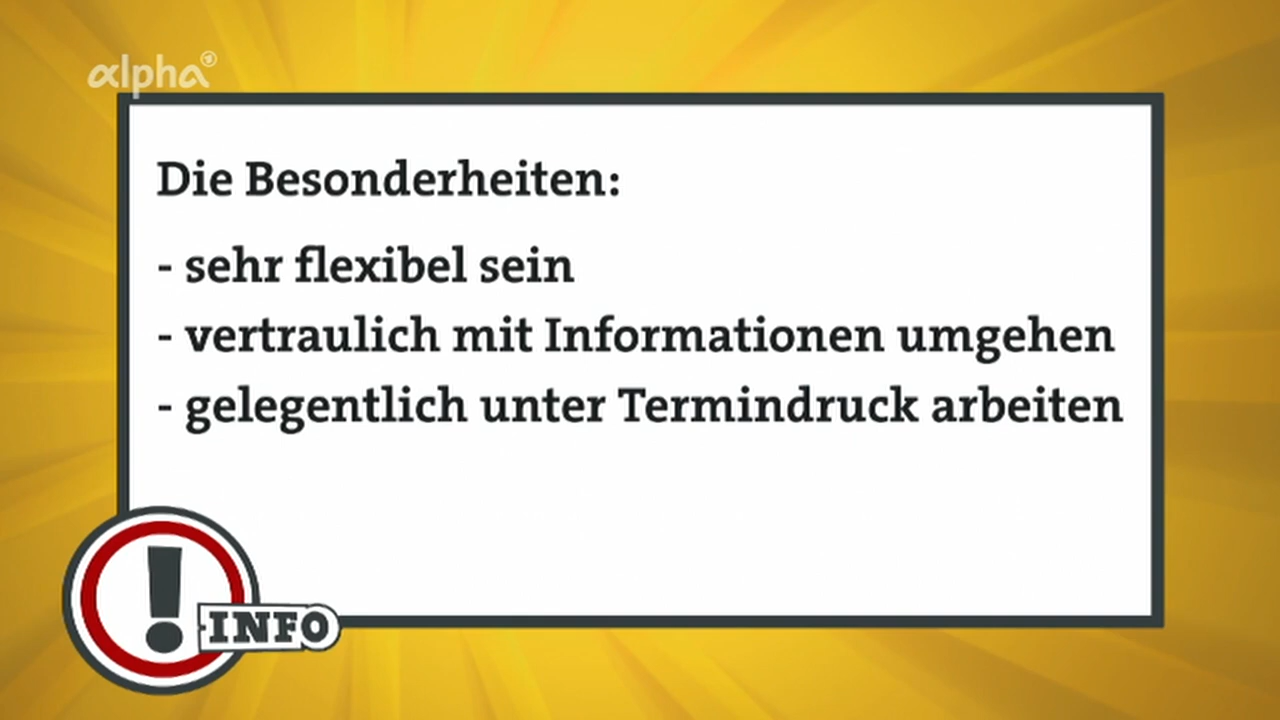 alpha
Die Besonderheiten:
- sehr flexibel sein
- vertraulich mit Informationen umgehen
- gelegentlich unter Termindruck arbeiten
INFO